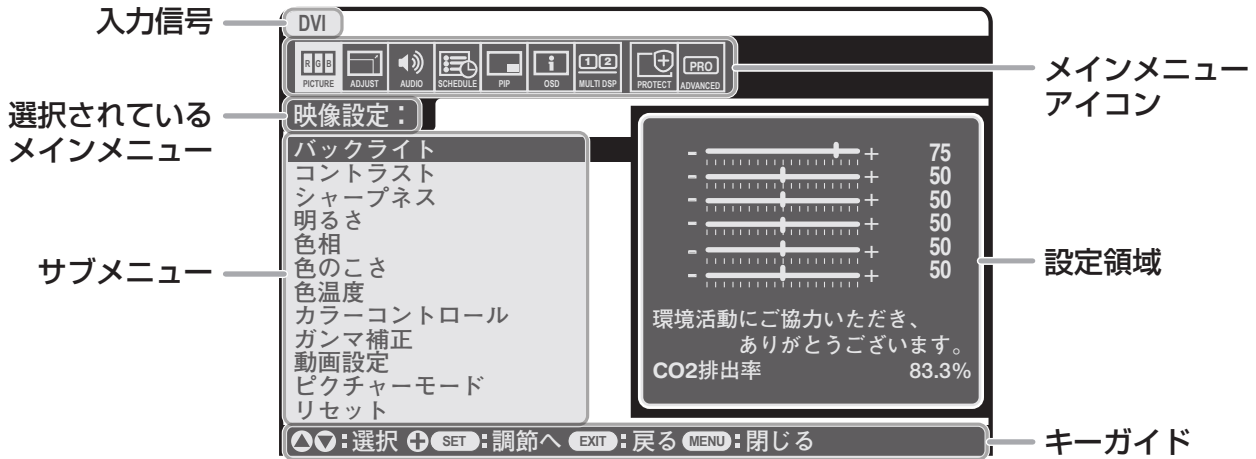 入力信号
DVI
RGB PICTURE ADJUST AUDIO SCHEDULE PIP i OSD 12 MULTI DSP PROTECT PRO ADVANCED
メインメニュー
アイコン
選択されている
メインメニュー
映像設定：
サブメニュー
バックライト
コントラスト
シャープネス
明るさ
色相
色のこさ
色温度
カラーコントロール
ガンマ補正
動画設定
ピクチャーモード
リセット
- + 75
- + 50
- + 50
- + 50
- + 50
- + 50
環境活動にご協力いただき、
ありがとうございます。
CO2排出率 83.3%
設定領域
:選択 SET:調節へ EXIT:戻る MENU:閉じる
キーガイド